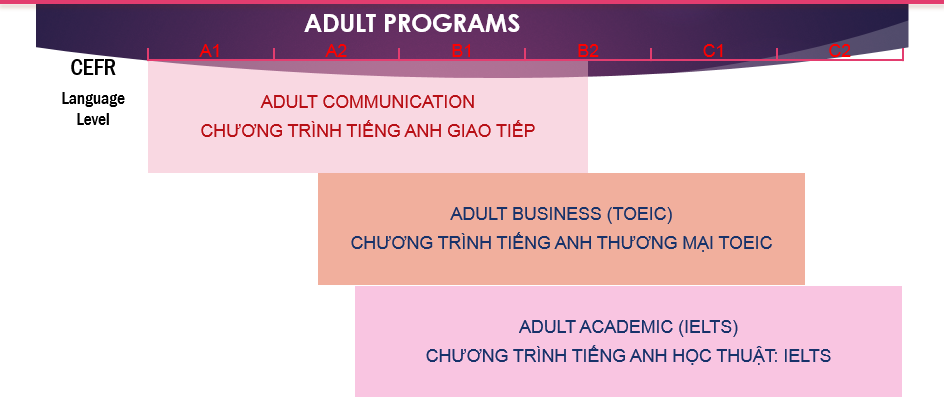 ADULT PROGRAMS
A1 A2 B1 B2 C1 C2
CEFR
Language
Level
ADULT COMMUNICATION
CHƯƠNG TRÌNH TIẾNG ANH GIAO TIẾP
ADULT BUSINESS (TOEIC)
CHƯƠNG TRÌNH TIẾNG ANH THƯƠNG MẠI TOEIC
ADULT ACADEMIC (IELTS)
CHƯƠNG TRÌNH TIẾNG ANH HỌC THUẬT: IELTS